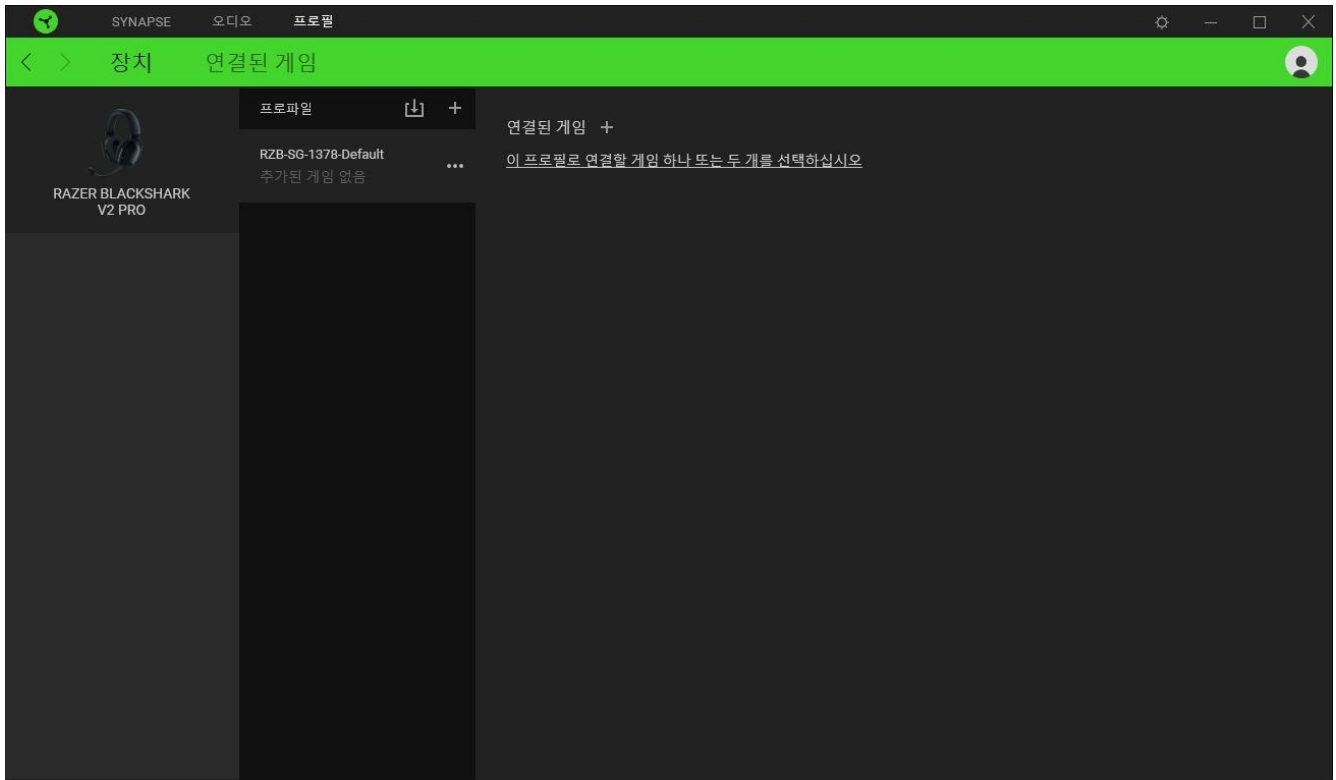 SYNAPSE 오디오 프로필
장치 연결된 게임
RAZER BLACKSHARK
V2 PRO
프로파일
RZB-SG-1378-Default
추가된 게임 없음
연결된 게임
이 프로필로 연결할 게임 하나 또는 두 개를 선택하십시오